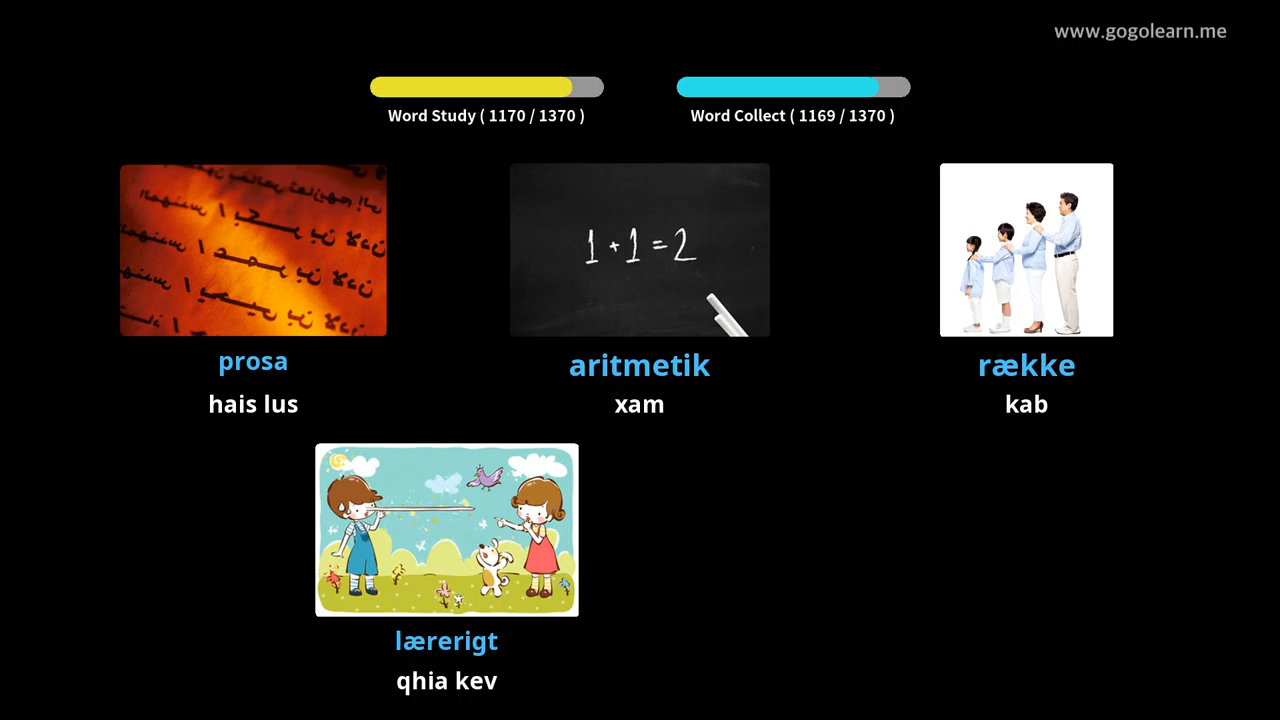 www.gogolearn.me
Word Study ( 1170 / 1370 )
Word Collect ( 1169 / 1370 )
1 + 1 = 2
prosa
aritmetik
række
hais lus
xam
kab
lærerigt
qhia kev